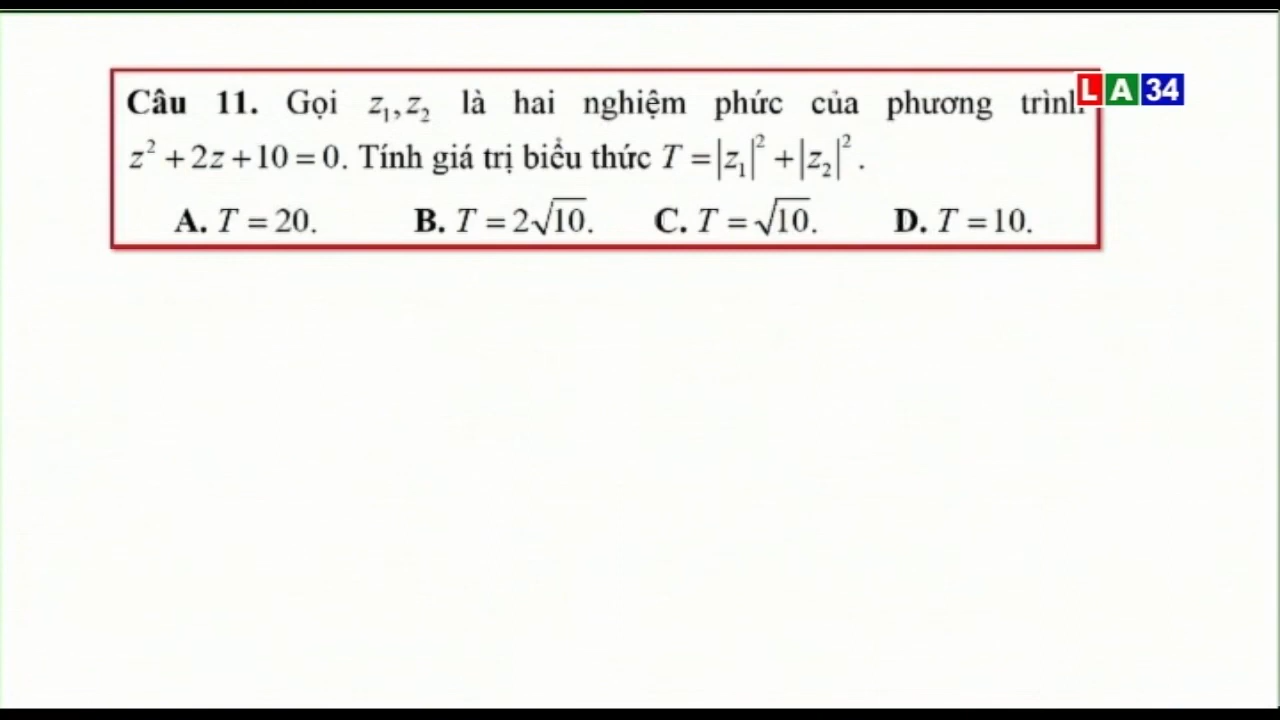 LA34
Câu 11. Gọi z₁, z₂ là hai nghiệm phức của phương trình
z² + 2z + 10 = 0. Tính giá trị biểu thức T = |z₁|² + |z₂|².
A. T = 20. B. T = 2√10. C. T = √10. D. T = 10.